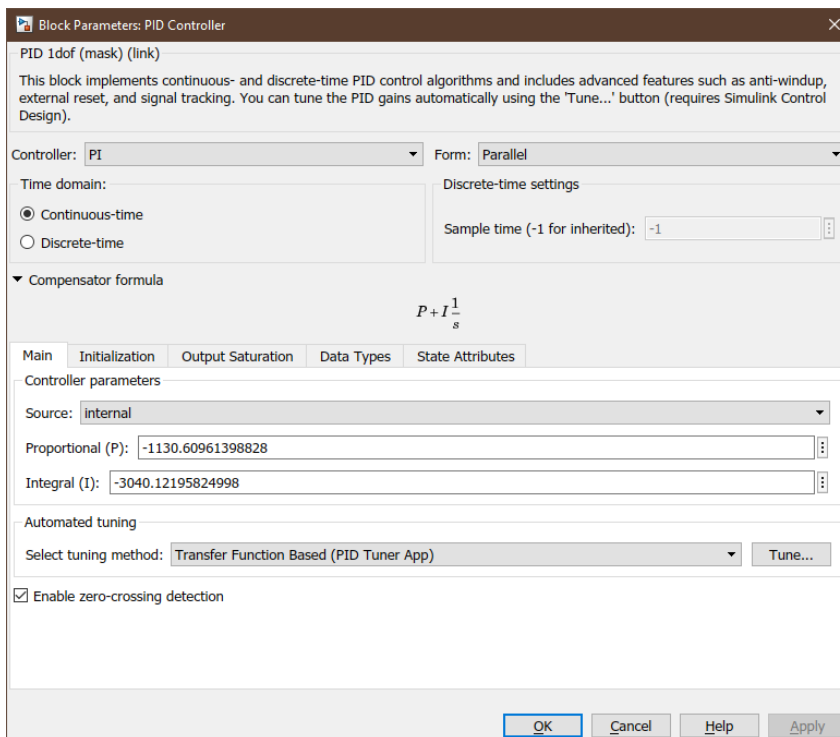 Block Parameters: PID Controller
PID 1dof (mask) (link)
This block implements continuous- and discrete-time PID control algorithms and includes advanced features such as anti-windup,
external reset, and signal tracking. You can tune the PID gains automatically using the 'Tune...' button (requires Simulink Control
Design).
Controller: PI Form: Parallel
Time domain: Discrete-time settings
Continuous-time
Sample time (-1 for inherited): -1
Discrete-time
Compensator formula
P + I 1/s
Main Initialization Output Saturation Data Types State Attributes
Controller parameters
Source: internal
Proportional (P): -1130.60961398828
Integral (I): -3040.12195824998
Automated tuning
Select tuning method: Transfer Function Based (PID Tuner App) Tune...
Enable zero-crossing detection
OK Cancel Help Apply